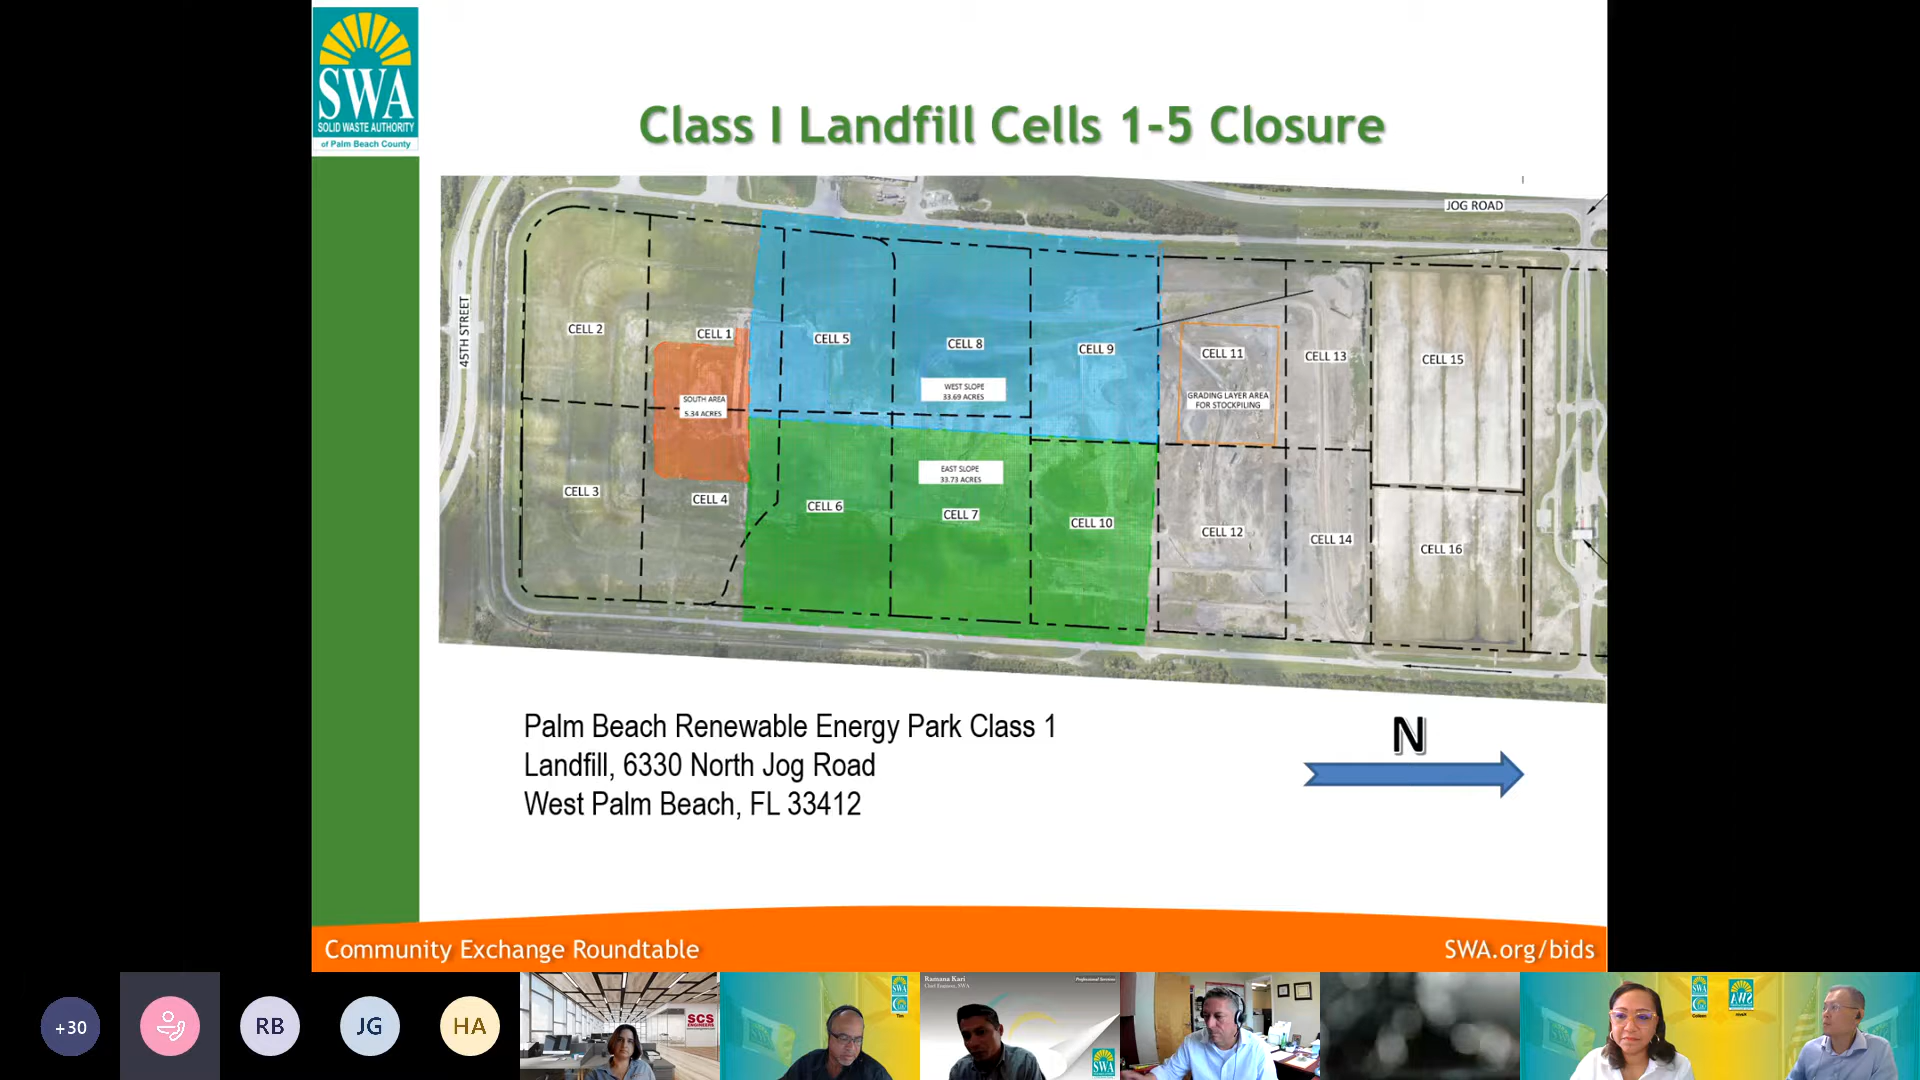 SWA
SOLID WASTE AUTHORITY
of Palm Beach County
Class I Landfill Cells 1-5 Closure
JOG ROAD
45TH STREET
CELL 2
CELL 1
CELL 5
CELL 8
CELL 9
CELL 11
CELL 13
CELL 15
WEST SLOPE
33.69 ACRES
GRADING LAYER AREA
FOR STOCKPILING
SOUTH AREA
5.34 ACRES
EAST SLOPE
33.73 ACRES
CELL 3
CELL 4
CELL 6
CELL 7
CELL 10
CELL 12
CELL 14
CELL 16
Palm Beach Renewable Energy Park Class 1
Landfill, 6330 North Jog Road
West Palm Beach, FL 33412
N
Community Exchange Roundtable
SWA.org/bids
+30
RB
JG
HA
SCS
ENGINEERS
SWA
Tim
Ramana Kari
Chief Engineer, SWA
Professional Services
SWA
SWA
Colleen